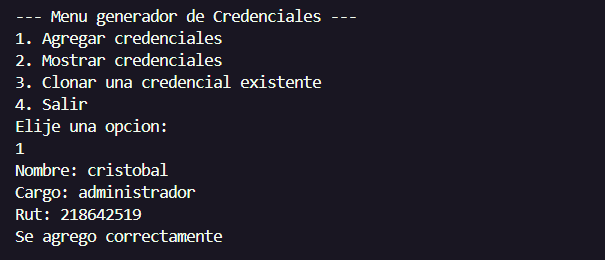 --- Menu generador de Credenciales ---
1. Agregar credenciales
2. Mostrar credenciales
3. Clonar una credencial existente
4. Salir
Elije una opcion:
1
Nombre: cristobal
Cargo: administrador
Rut: 218642519
Se agrego correctamente